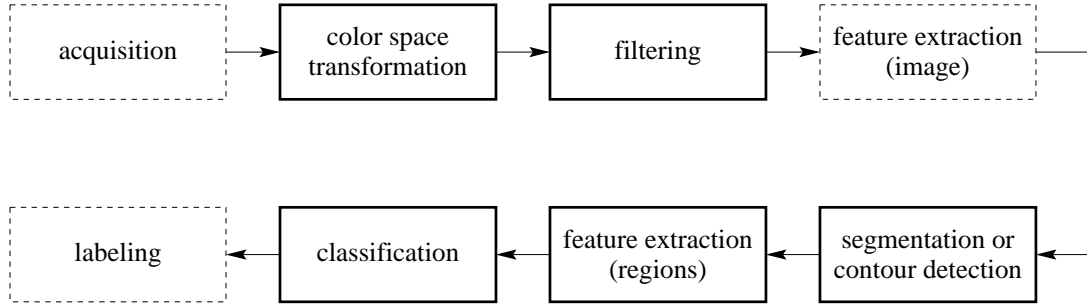 acquisition
color space
transformation
filtering
feature extraction
(image)
labeling
classification
feature extraction
(regions)
segmentation or
contour detection